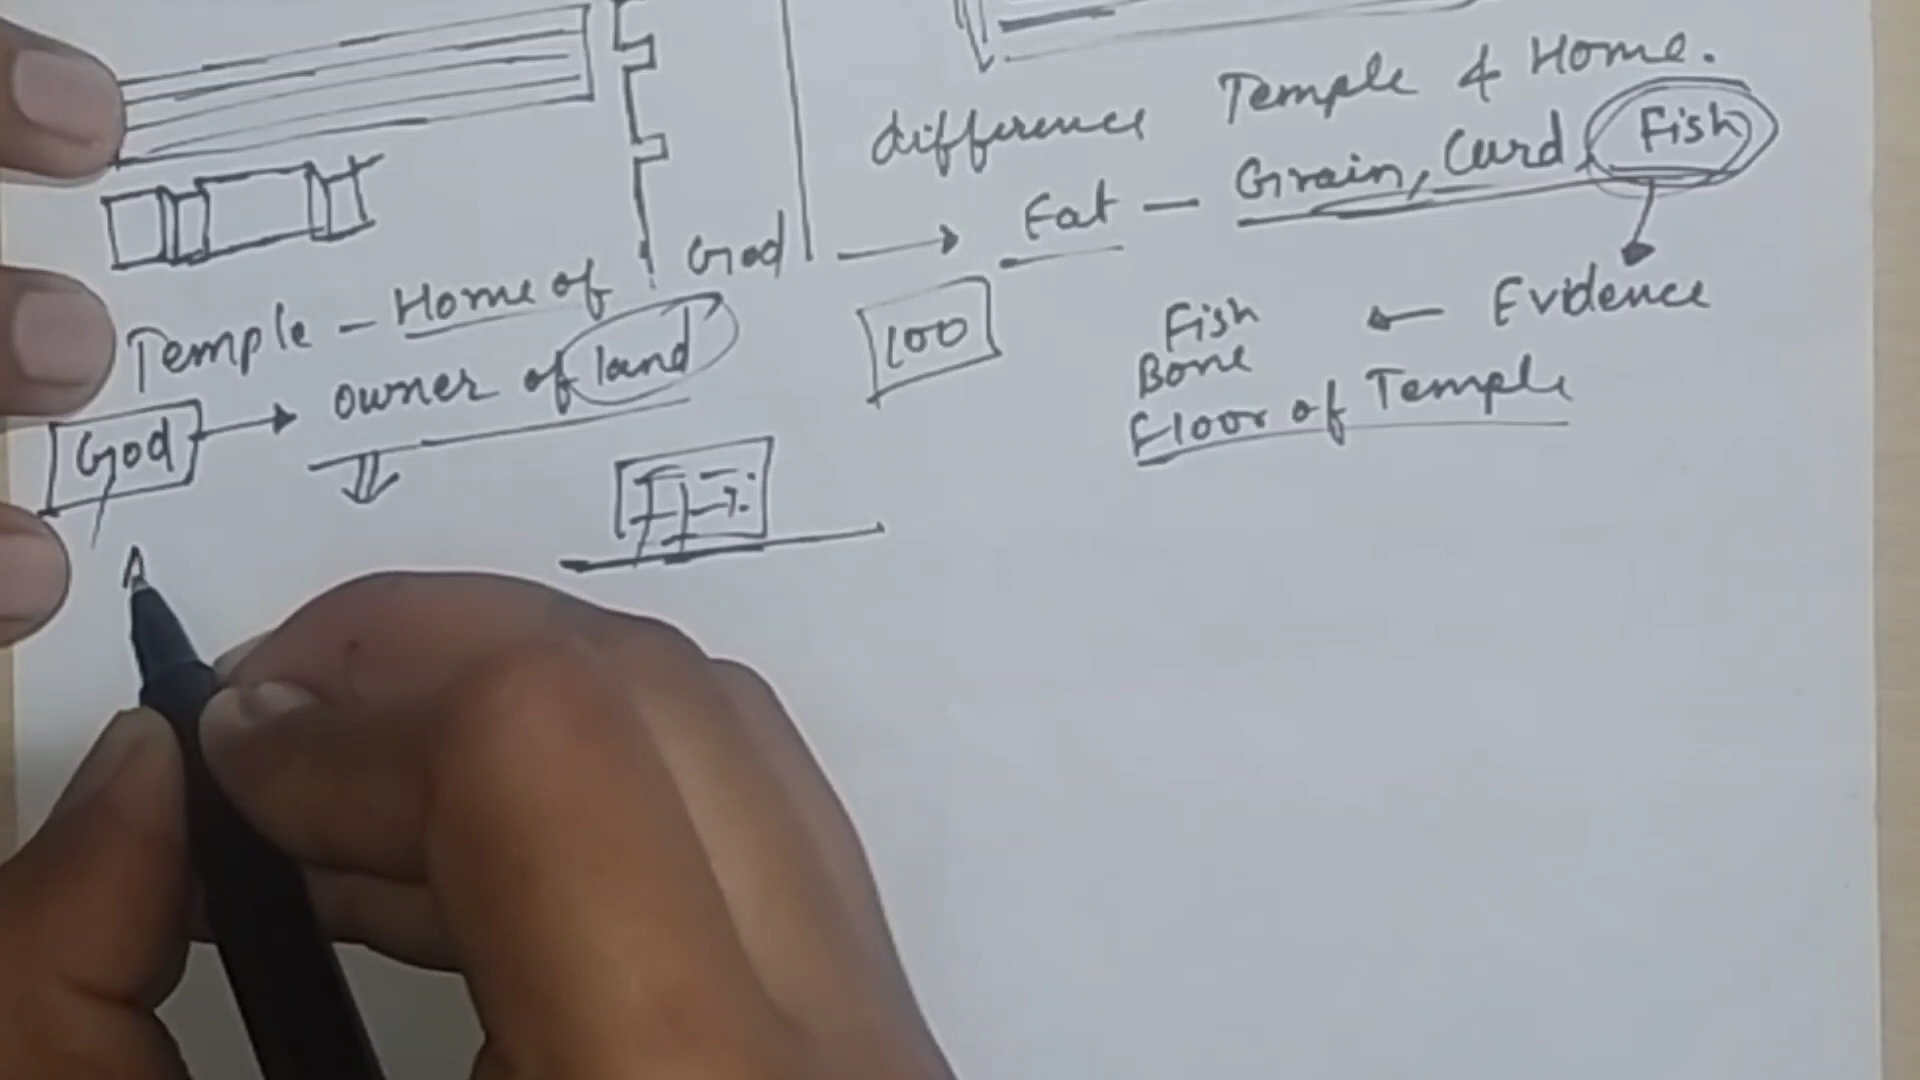 difference Temple & Home.
God → Eat — Grain, Curd, Fish
Temple – Home of
God → owner of land
100
Fish ← Evidence
Bone
Floor of Temple